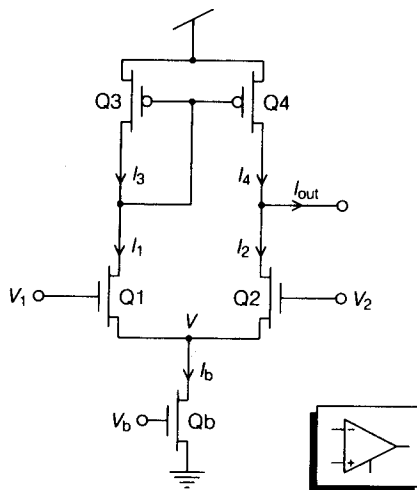 Q3 Q4
I3 I4
Iout
I1 I2
V1 Q1 Q2 V2
V
Ib
Vb Qb
-
+